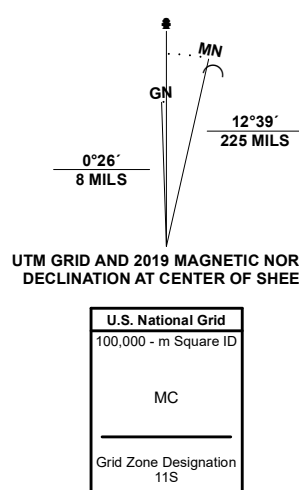 MN
GN
12°39´
225 MILS
0°26´
8 MILS
UTM GRID AND 2019 MAGNETIC NOR
DECLINATION AT CENTER OF SHEE
U.S. National Grid
100,000 - m Square ID
MC
Grid Zone Designation
11S